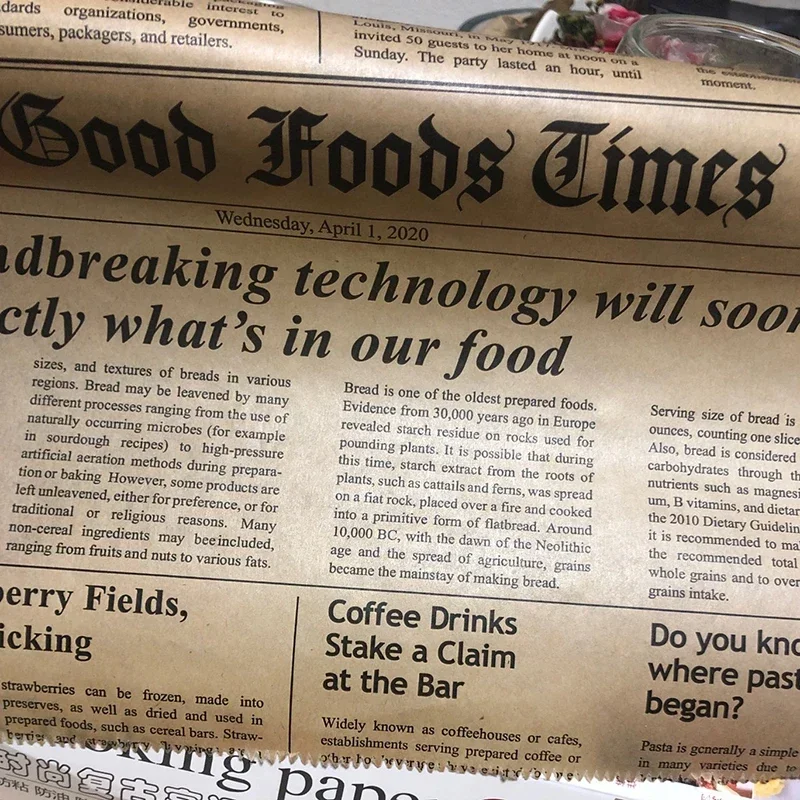 dards organizations, governments,
sumers, packagers, and retailers.
Louis, Missouri, in May
invited 50 guests to her home at noon on a
Sunday. The party lasted an hour, until
moment.
Good Foods Times
Wednesday, April 1, 2020
ndbreaking technology will soon
ctly what's in our food
sizes, and textures of breads in various
regions. Bread may be leavened by many
different processes ranging from the use of
naturally occurring microbes (for example
in sourdough recipes) to high-pressure
artificial aeration methods during prepara-
tion or baking However, some products are
left unleavened, either for preference, or for
traditional or religious reasons. Many
non-cereal ingredients may beeincluded,
ranging from fruits and nuts to various fats.
Bread is one of the oldest prepared foods.
Evidence from 30,000 years ago in Europe
revealed starch residue on rocks used for
pounding plants. It is possible that during
this time, starch extract from the roots of
plants, such as cattails and ferns, was spread
on a fiat rock, placed over a fire and cooked
into a primitive form of flatbread. Around
10,000 BC, with the dawn of the Neolithic
age and the spread of agriculture, grains
became the mainstay of making bread.
Serving size of bread is
ounces, counting one slice
Also, bread is considered
carbohydrates through th
nutrients such as magnesi
um, B vitamins, and dietar
the 2010 Dietary Guidelin
it is recommended to ma
the recommended total
whole grains and to over
grains intake.
berry Fields,
icking
strawberries can be frozen, made into
preserves, as well as dried and used in
prepared foods, such as cereal bars. Straw-
Coffee Drinks
Stake a Claim
at the Bar
Widely known as coffeehouses or cafes,
establishments serving prepared coffee or
Do you kno
where past
began?
Pasta is generally a simple
in many varieties due to
oking pape
时尚复古
防粘 防油